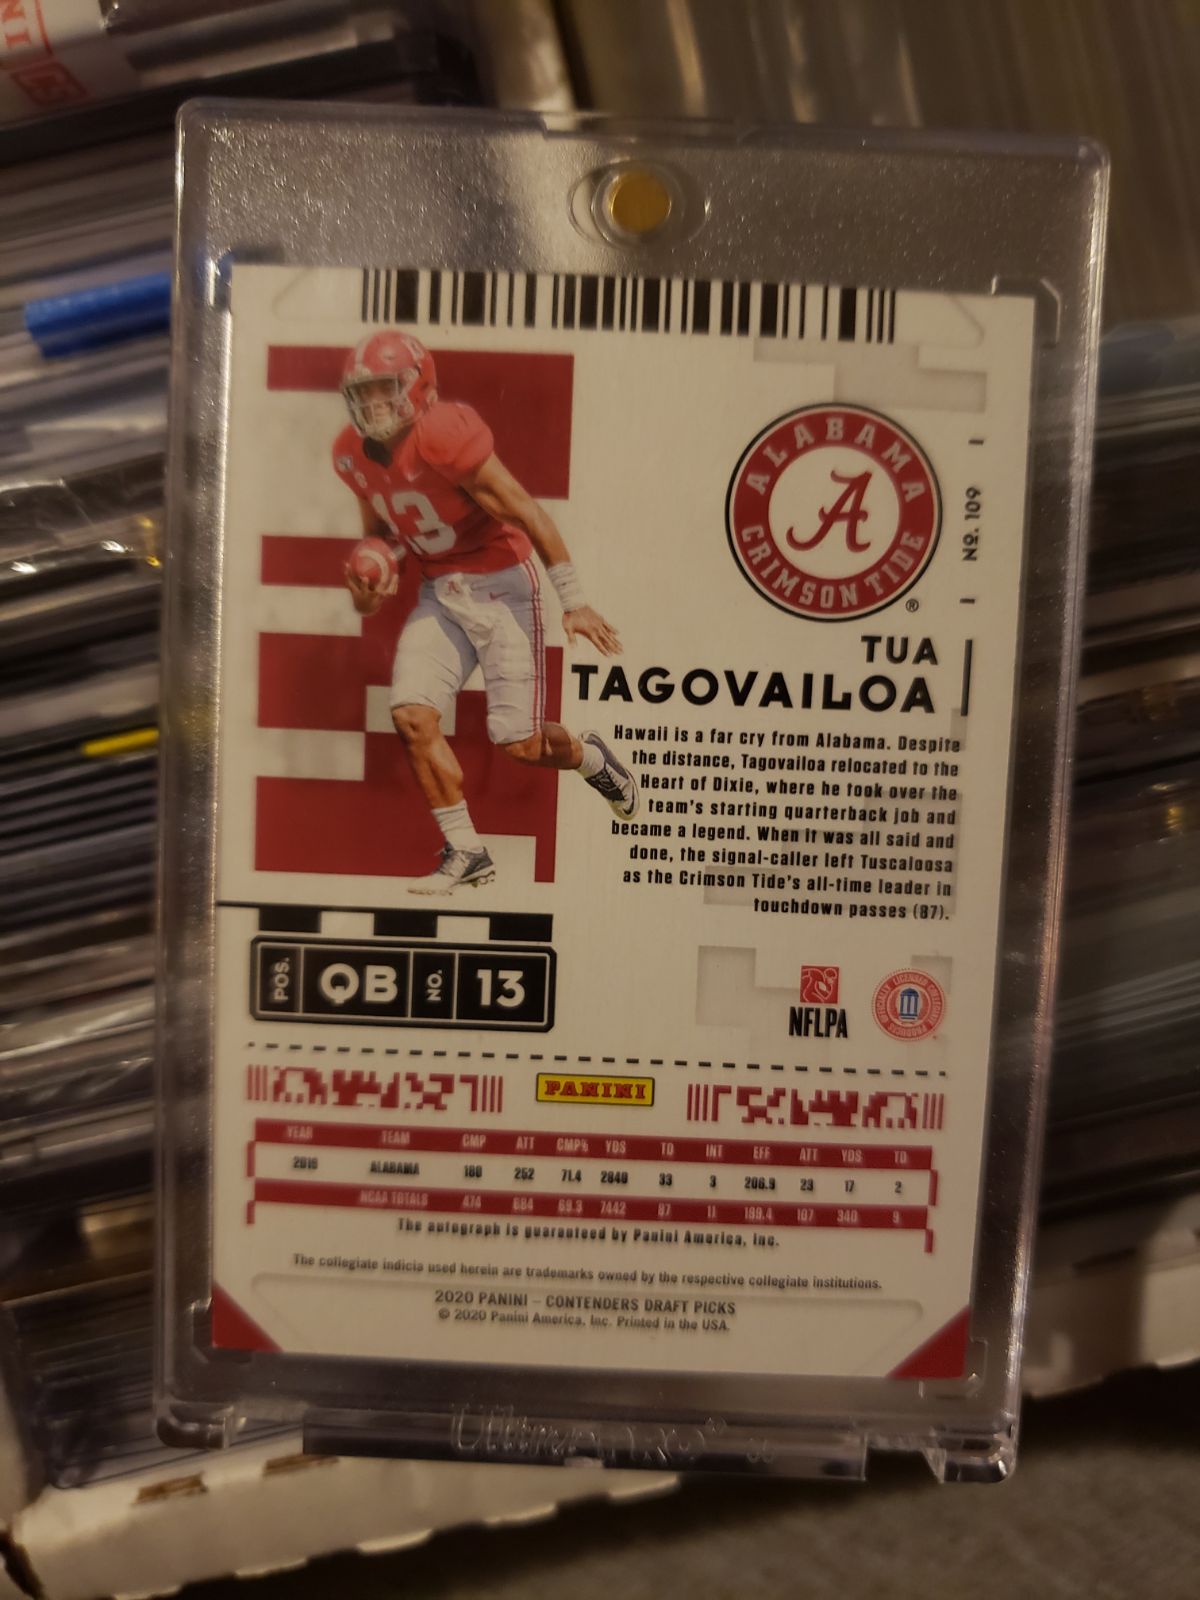 ALABAMA
A
CRIMSON TIDE
®
No. 109
13
TUA
TAGOVAILOA
Hawaii is a far cry from Alabama. Despite
the distance, Tagovailoa relocated to the
Heart of Dixie, where he took over the
team's starting quarterback job and
became a legend. When it was all said and
done, the signal-caller left Tuscaloosa
as the Crimson Tide's all-time leader in
touchdown passes (87).
POS. QB NO. 13
NFLPA
OFFICIALLY LICENSED COLLEGIATE PRODUCTS
PANINI
YEAR TEAM CMP ATT CMP% YDS TD INT EFF ATT YDS TD
2019 ALABAMA 180 252 71.4 2840 33 3 206.9 23 17 2
NCAA TOTALS 474 684 69.3 7442 87 11 199.4 107 340 9
The autograph is guaranteed by Panini America, Inc.
The collegiate indicia used herein are trademarks owned by the respective collegiate institutions.
2020 PANINI – CONTENDERS DRAFT PICKS
© 2020 Panini America, Inc. Printed in the USA.
Ultra PRO®